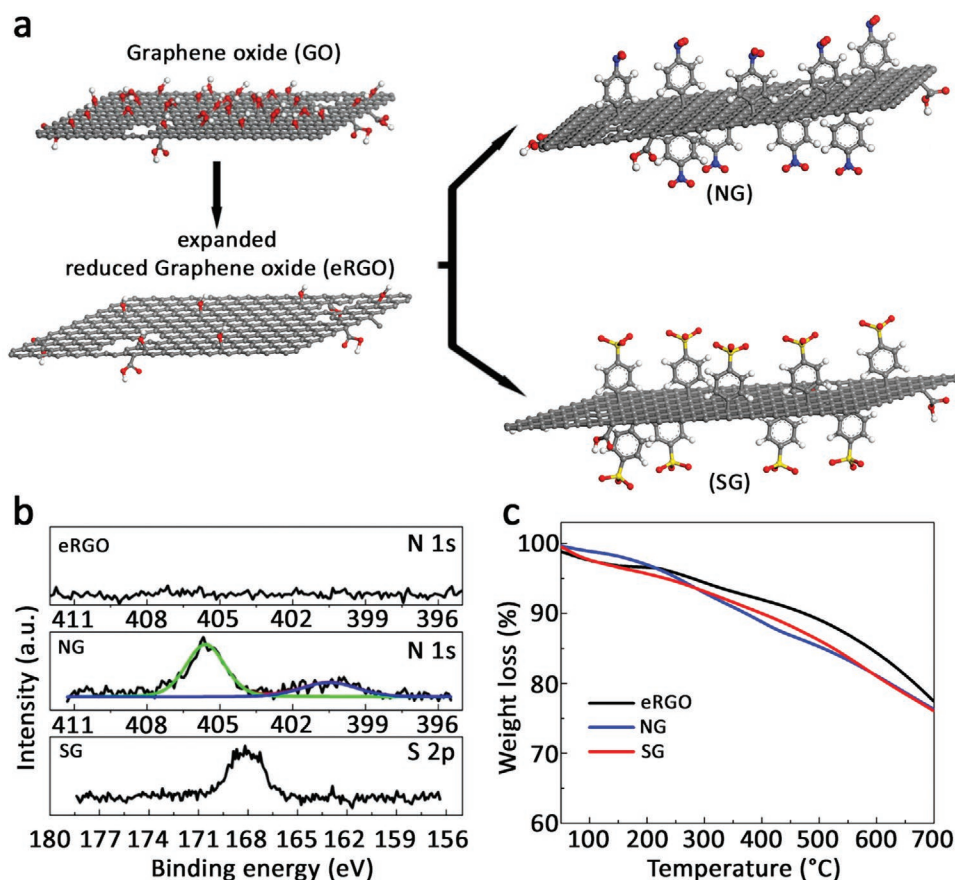 a
Graphene oxide (GO)
expanded
reduced Graphene oxide (eRGO)
(NG)
(SG)
b
eRGO
N 1s
411 408 405 402 399 396
NG
N 1s
411 408 405 402 399 396
SG
S 2p
180 177 174 171 168 162 159 156
Binding energy (eV)
Intensity (a.u.)
c
100
90
80
70
60
100 200 300 400 500 600 700
Temperature (°C)
Weight loss (%)
eRGO
NG
SG